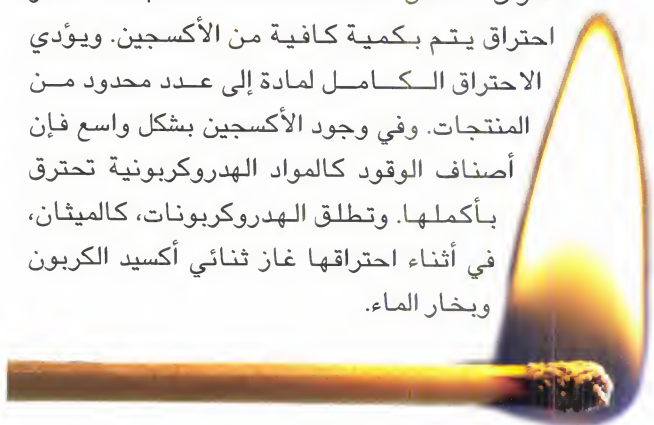 احتراق يتم بكمية كافية من الأكسجين. ويؤدي
الاحتراق الكامل لمادة إلى عدد محدود من
المنتجات. وفي وجود الأكسجين بشكل واسع فإن
أصناف الوقود كالمواد الهدروكربونية تحترق
بأكملها. وتطلق الهدروكربونات، كالميثان،
في أثناء احتراقها غاز ثنائي أكسيد الكربون
وبخار الماء.